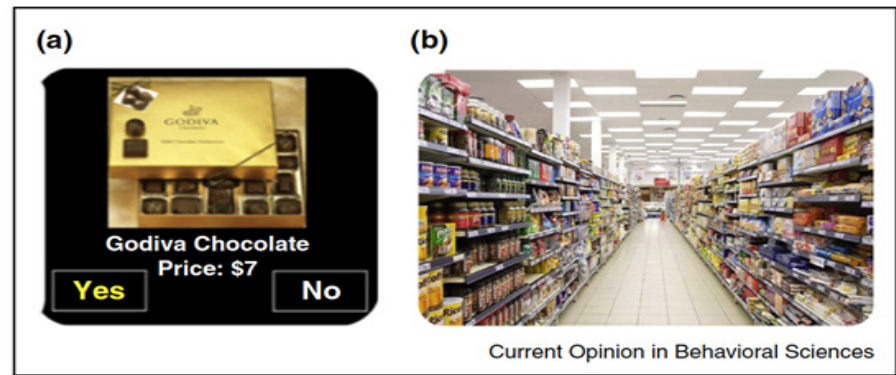 (a)
(b)
GODIVA
Godiva Chocolate
Price: $7
Yes
No
Current Opinion in Behavioral Sciences